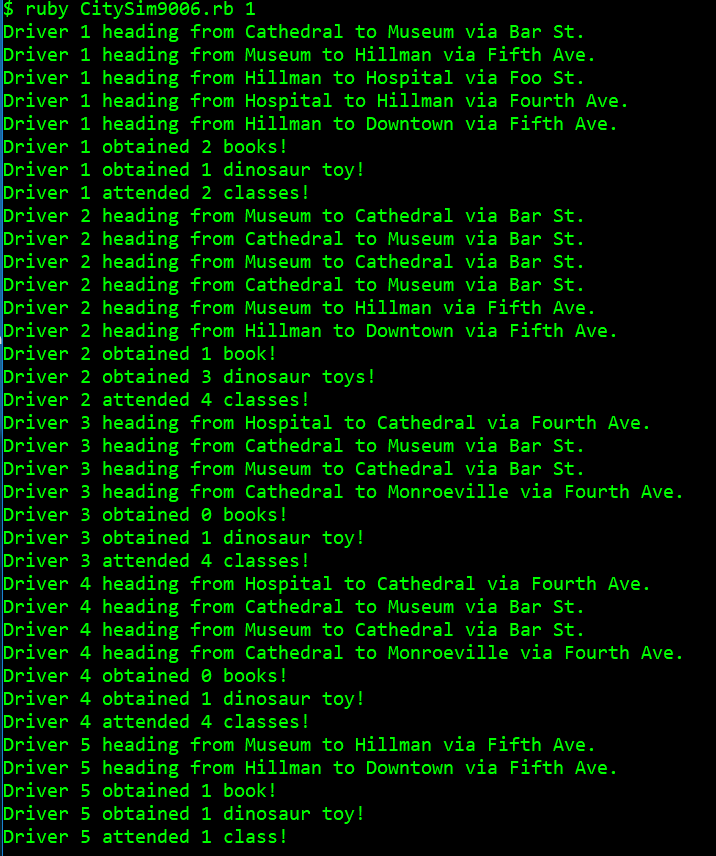 $ ruby CitySim9006.rb 1
Driver 1 heading from Cathedral to Museum via Bar St.
Driver 1 heading from Museum to Hillman via Fifth Ave.
Driver 1 heading from Hillman to Hospital via Foo St.
Driver 1 heading from Hospital to Hillman via Fourth Ave.
Driver 1 heading from Hillman to Downtown via Fifth Ave.
Driver 1 obtained 2 books!
Driver 1 obtained 1 dinosaur toy!
Driver 1 attended 2 classes!
Driver 2 heading from Museum to Cathedral via Bar St.
Driver 2 heading from Cathedral to Museum via Bar St.
Driver 2 heading from Museum to Cathedral via Bar St.
Driver 2 heading from Cathedral to Museum via Bar St.
Driver 2 heading from Museum to Hillman via Fifth Ave.
Driver 2 heading from Hillman to Downtown via Fifth Ave.
Driver 2 obtained 1 book!
Driver 2 obtained 3 dinosaur toys!
Driver 2 attended 4 classes!
Driver 3 heading from Hospital to Cathedral via Fourth Ave.
Driver 3 heading from Cathedral to Museum via Bar St.
Driver 3 heading from Museum to Cathedral via Bar St.
Driver 3 heading from Cathedral to Monroeville via Fourth Ave.
Driver 3 obtained 0 books!
Driver 3 obtained 1 dinosaur toy!
Driver 3 attended 4 classes!
Driver 4 heading from Hospital to Cathedral via Fourth Ave.
Driver 4 heading from Cathedral to Museum via Bar St.
Driver 4 heading from Museum to Cathedral via Bar St.
Driver 4 heading from Cathedral to Monroeville via Fourth Ave.
Driver 4 obtained 0 books!
Driver 4 obtained 1 dinosaur toy!
Driver 4 attended 4 classes!
Driver 5 heading from Museum to Hillman via Fifth Ave.
Driver 5 heading from Hillman to Downtown via Fifth Ave.
Driver 5 obtained 1 book!
Driver 5 obtained 1 dinosaur toy!
Driver 5 attended 1 class!